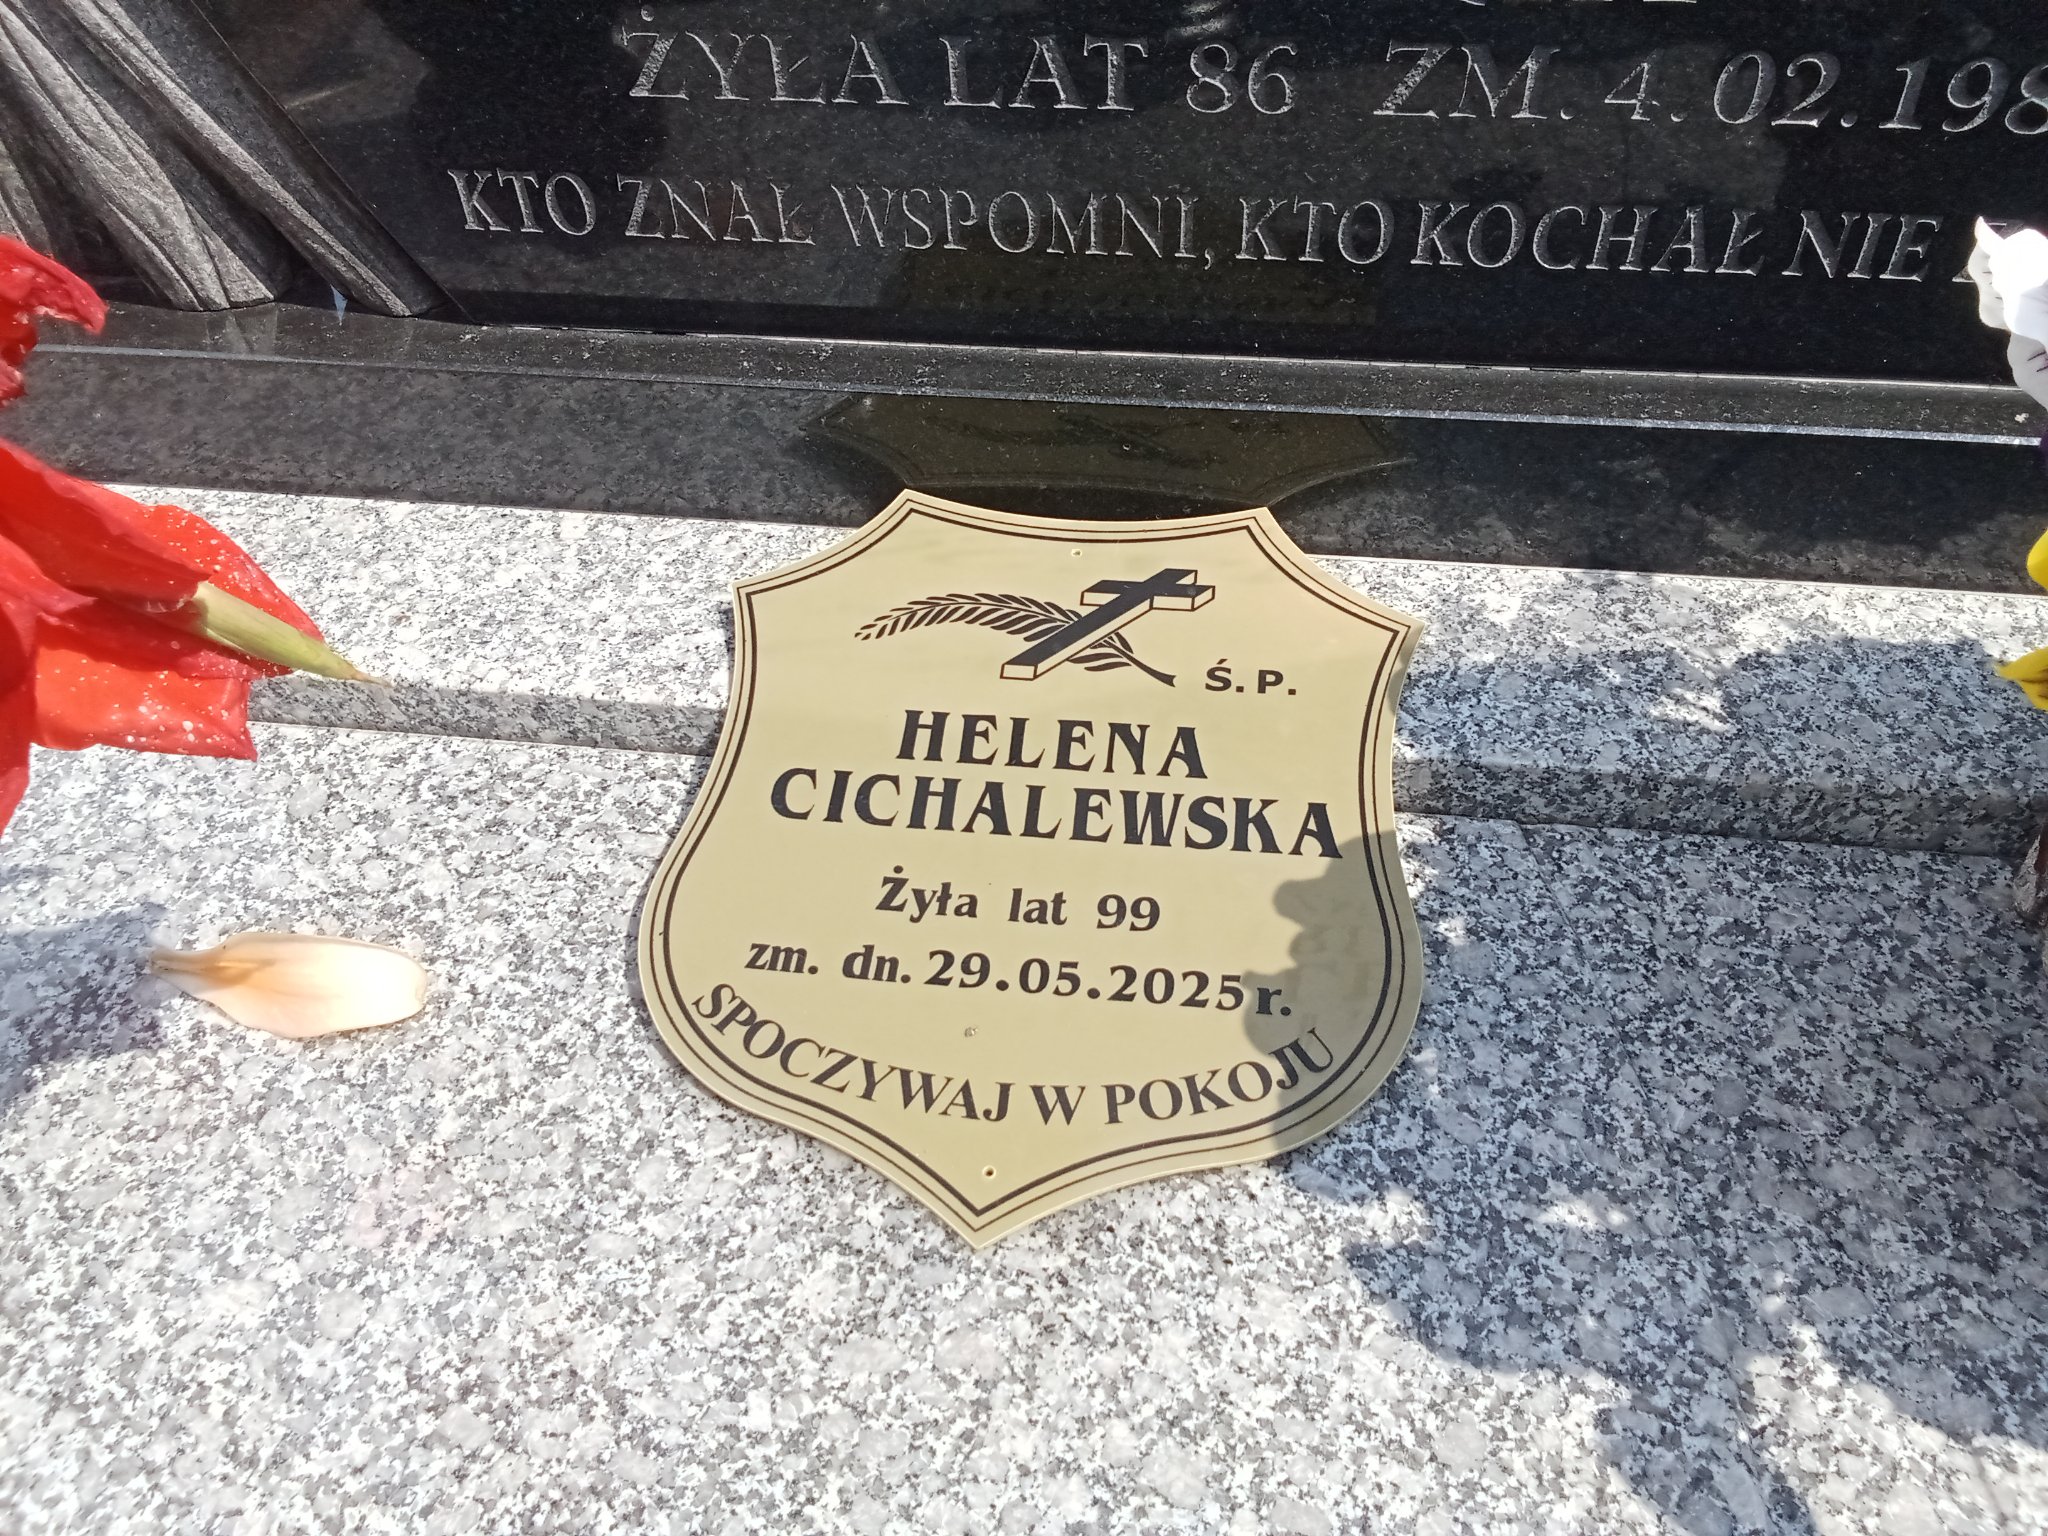 ŻYŁA LAT 86 ZM. 4.02.198
KTO ZNAŁ WSPOMNI, KTO KOCHAŁ NIE
Ś.P.
HELENA
CICHALEWSKA
Żyła lat 99
zm. dn. 29.05.2025 r.
SPOCZYWAJ W POKOJU